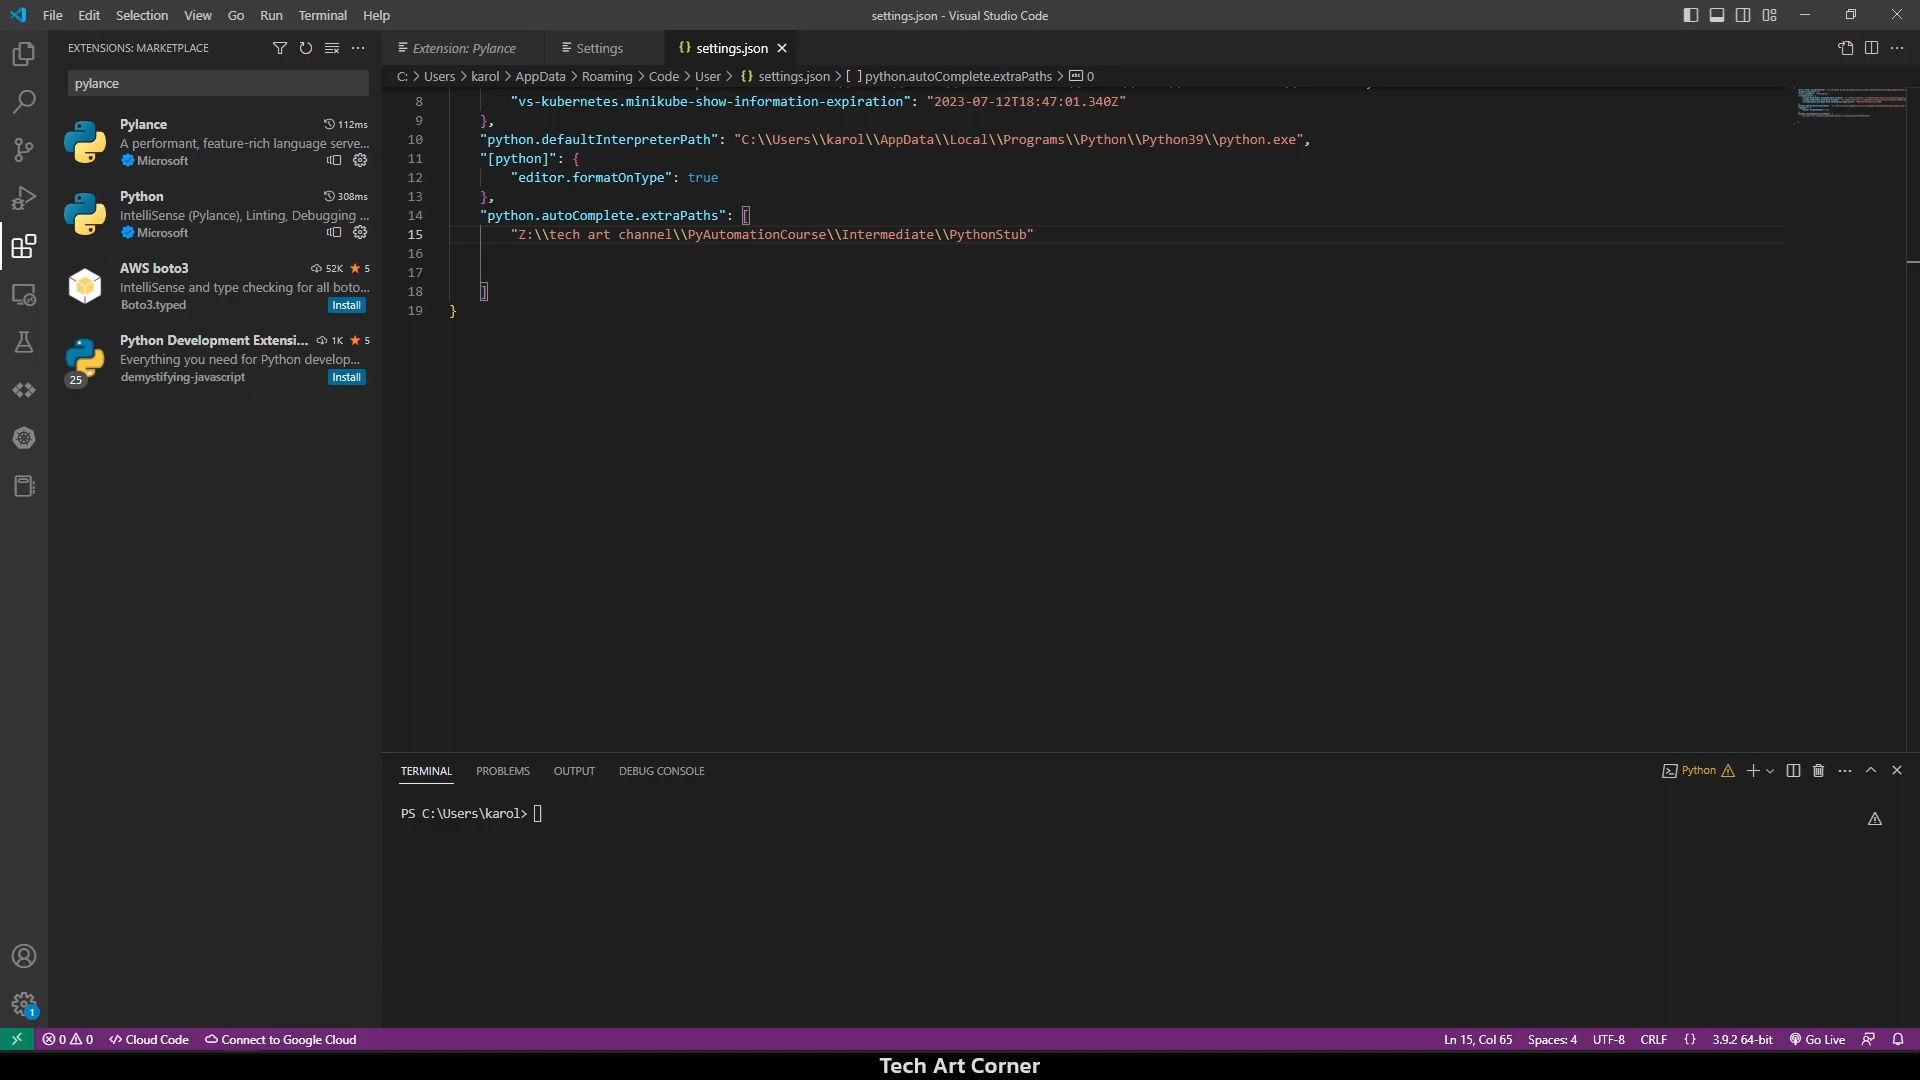 File Edit Selection View Go Run Terminal Help
settings.json - Visual Studio Code
EXTENSIONS: MARKETPLACE
pylance
Pylance 112ms
A performant, feature-rich language serve...
Microsoft
Python 308ms
IntelliSense (Pylance), Linting, Debugging ...
Microsoft
AWS boto3 52K 5
IntelliSense and type checking for all boto...
Boto3.typed Install
Python Development Extensi... 1K 5
Everything you need for Python develop...
demystifying-javascript Install
25
Extension: Pylance Settings {} settings.json
C: > Users > karol > AppData > Roaming > Code > User > {} settings.json > [ ] python.autoComplete.extraPaths > abc 0
8 "vs-kubernetes.minikube-show-information-expiration": "2023-07-12T18:47:01.340Z"
9 },
10 "python.defaultInterpreterPath": "C:\\Users\\karol\\AppData\\Local\\Programs\\Python\\Python39\\python.exe",
11 "[python]": {
12 "editor.formatOnType": true
13 },
14 "python.autoComplete.extraPaths": [
15 "Z:\\tech art channel\\PyAutomationCourse\\Intermediate\\PythonStub"
16
17
18 ]
19 }
TERMINAL PROBLEMS OUTPUT DEBUG CONSOLE
Python
PS C:\Users\karol>
1
0 0 Cloud Code Connect to Google Cloud
Ln 15, Col 65 Spaces: 4 UTF-8 CRLF {} 3.9.2 64-bit Go Live
Tech Art Corner